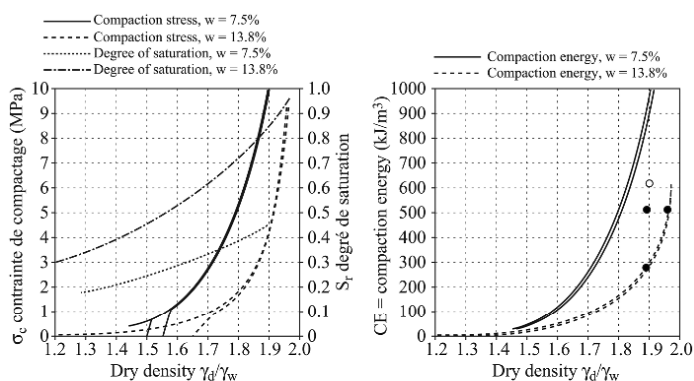 Compaction stress, w = 7.5%
Compaction stress, w = 13.8%
Degree of saturation, w = 7.5%
Degree of saturation, w = 13.8%
σc contrainte de compactage (MPa)
10
9
8
7
6
5
4
3
2
1
0
1.0
0.9
0.8
0.7
0.6
0.5
0.4
0.3
0.2
0.1
0
Sr degré de saturation
1.2 1.3 1.4 1.5 1.6 1.7 1.8 1.9 2.0
Dry density γd/γw
Compaction energy, w = 7.5%
Compaction energy, w = 13.8%
CE = compaction energy (kJ/m³)
1000
900
800
700
600
500
400
300
200
100
0
1.2 1.3 1.4 1.5 1.6 1.7 1.8 1.9 2.0
Dry density γd/γw